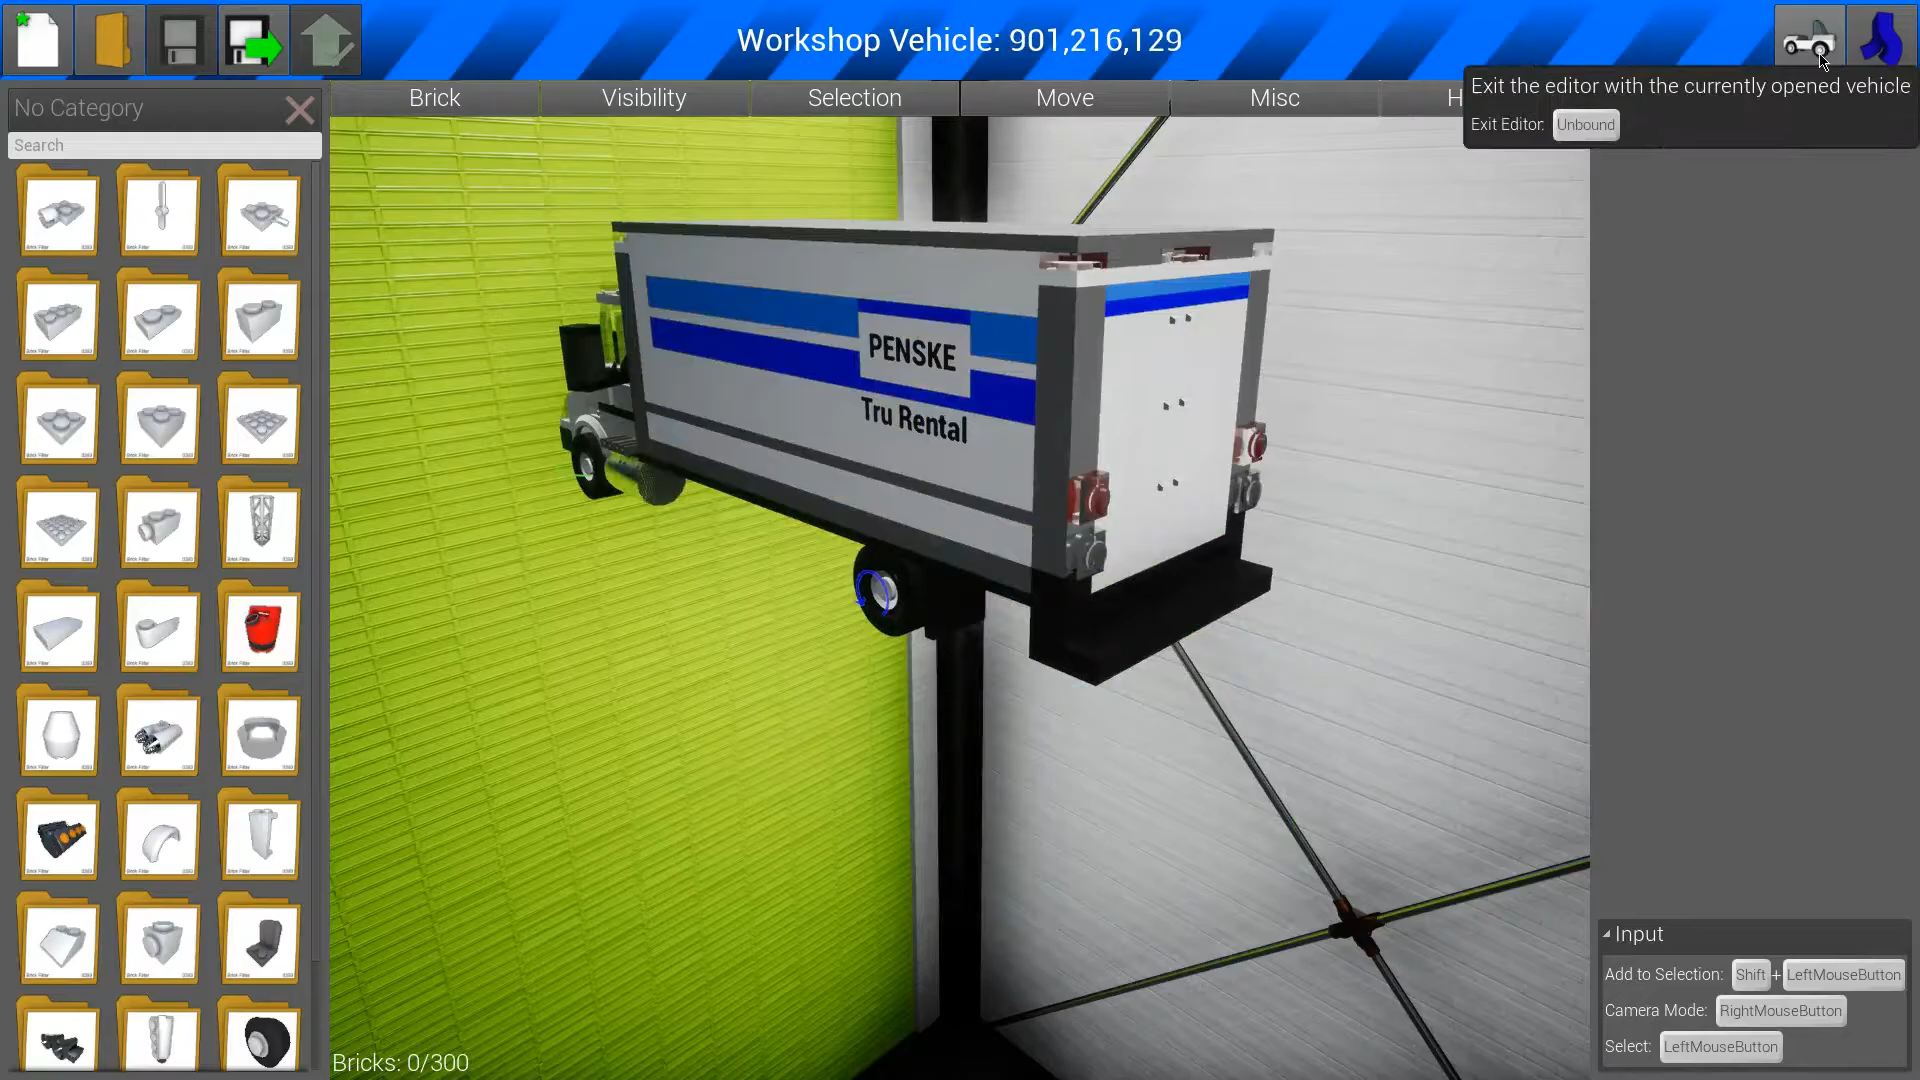 Workshop Vehicle: 901,216,129
Exit the editor with the currently opened vehicle
Exit Editor: Unbound
No Category
Search
Brick
Visibility
Selection
Move
Misc
H
PENSKE
Tru Rental
Bricks: 0/300
Input
Add to Selection: Shift + LeftMouseButton
Camera Mode: RightMouseButton
Select: LeftMouseButton